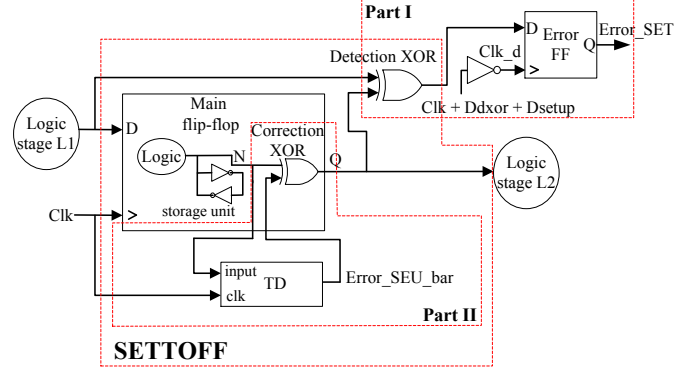 Part I
D
Error
FF
Q
Error_SET
Detection XOR
Clk_d
>
Clk + Ddxor + Dsetup
Logic
stage L1
Main
flip-flop
D
Logic
N
Correction
XOR
Q
storage unit
Logic
stage L2
Clk
>
input
TD
clk
Error_SEU_bar
Part II
SETTOFF